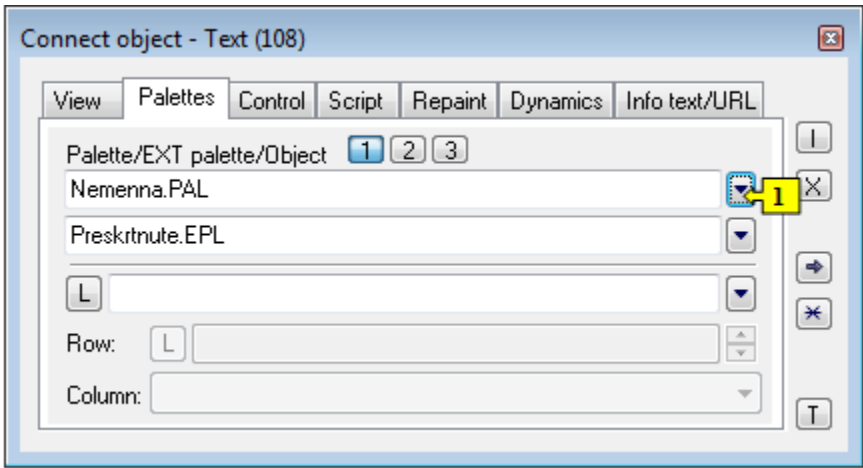 Connect object - Text (108)
View Palettes Control Script Repaint Dynamics Info text/URL
Palette/EXT palette/Object 1 2 3
I
Nemenna.PAL
1
X
Preskrtnute.EPL
L
Row: L
Column:
T